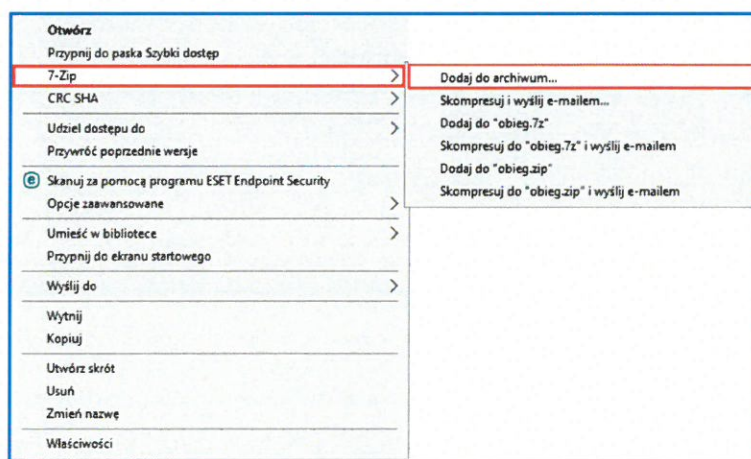 Otwórz
Przypnij do paska Szybki dostęp
7-Zip
CRC SHA
Udziel dostępu do
Przywróć poprzednie wersje
Skanuj za pomocą programu ESET Endpoint Security
Opcje zaawansowane
Umieść w bibliotece
Przypnij do ekranu startowego
Wyślij do
Wytnij
Kopiuj
Utwórz skrót
Usuń
Zmień nazwę
Właściwości
Dodaj do archiwum...
Skompresuj i wyślij e-mailem...
Dodaj do "obieg.7z"
Skompresuj do "obieg.7z" i wyślij e-mailem
Dodaj do "obieg.zip"
Skompresuj do "obieg.zip" i wyślij e-mailem